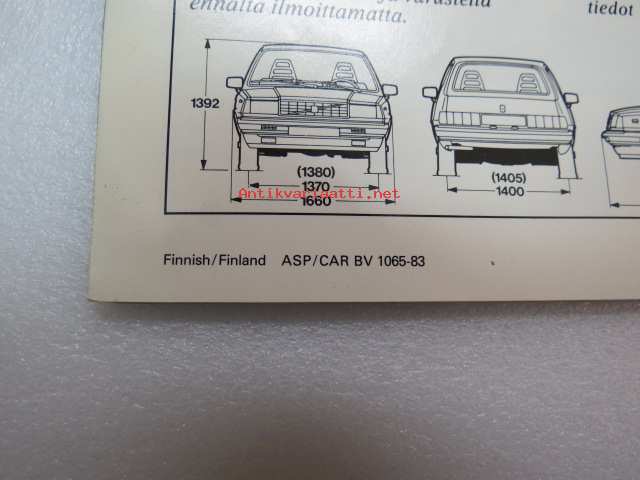 ennalta ilmoittamatta.
tiedot
1392
(1380)
1370
1660
(1405)
1400
Antikvariaatti.net
Finnish/Finland ASP/CAR BV 1065-83